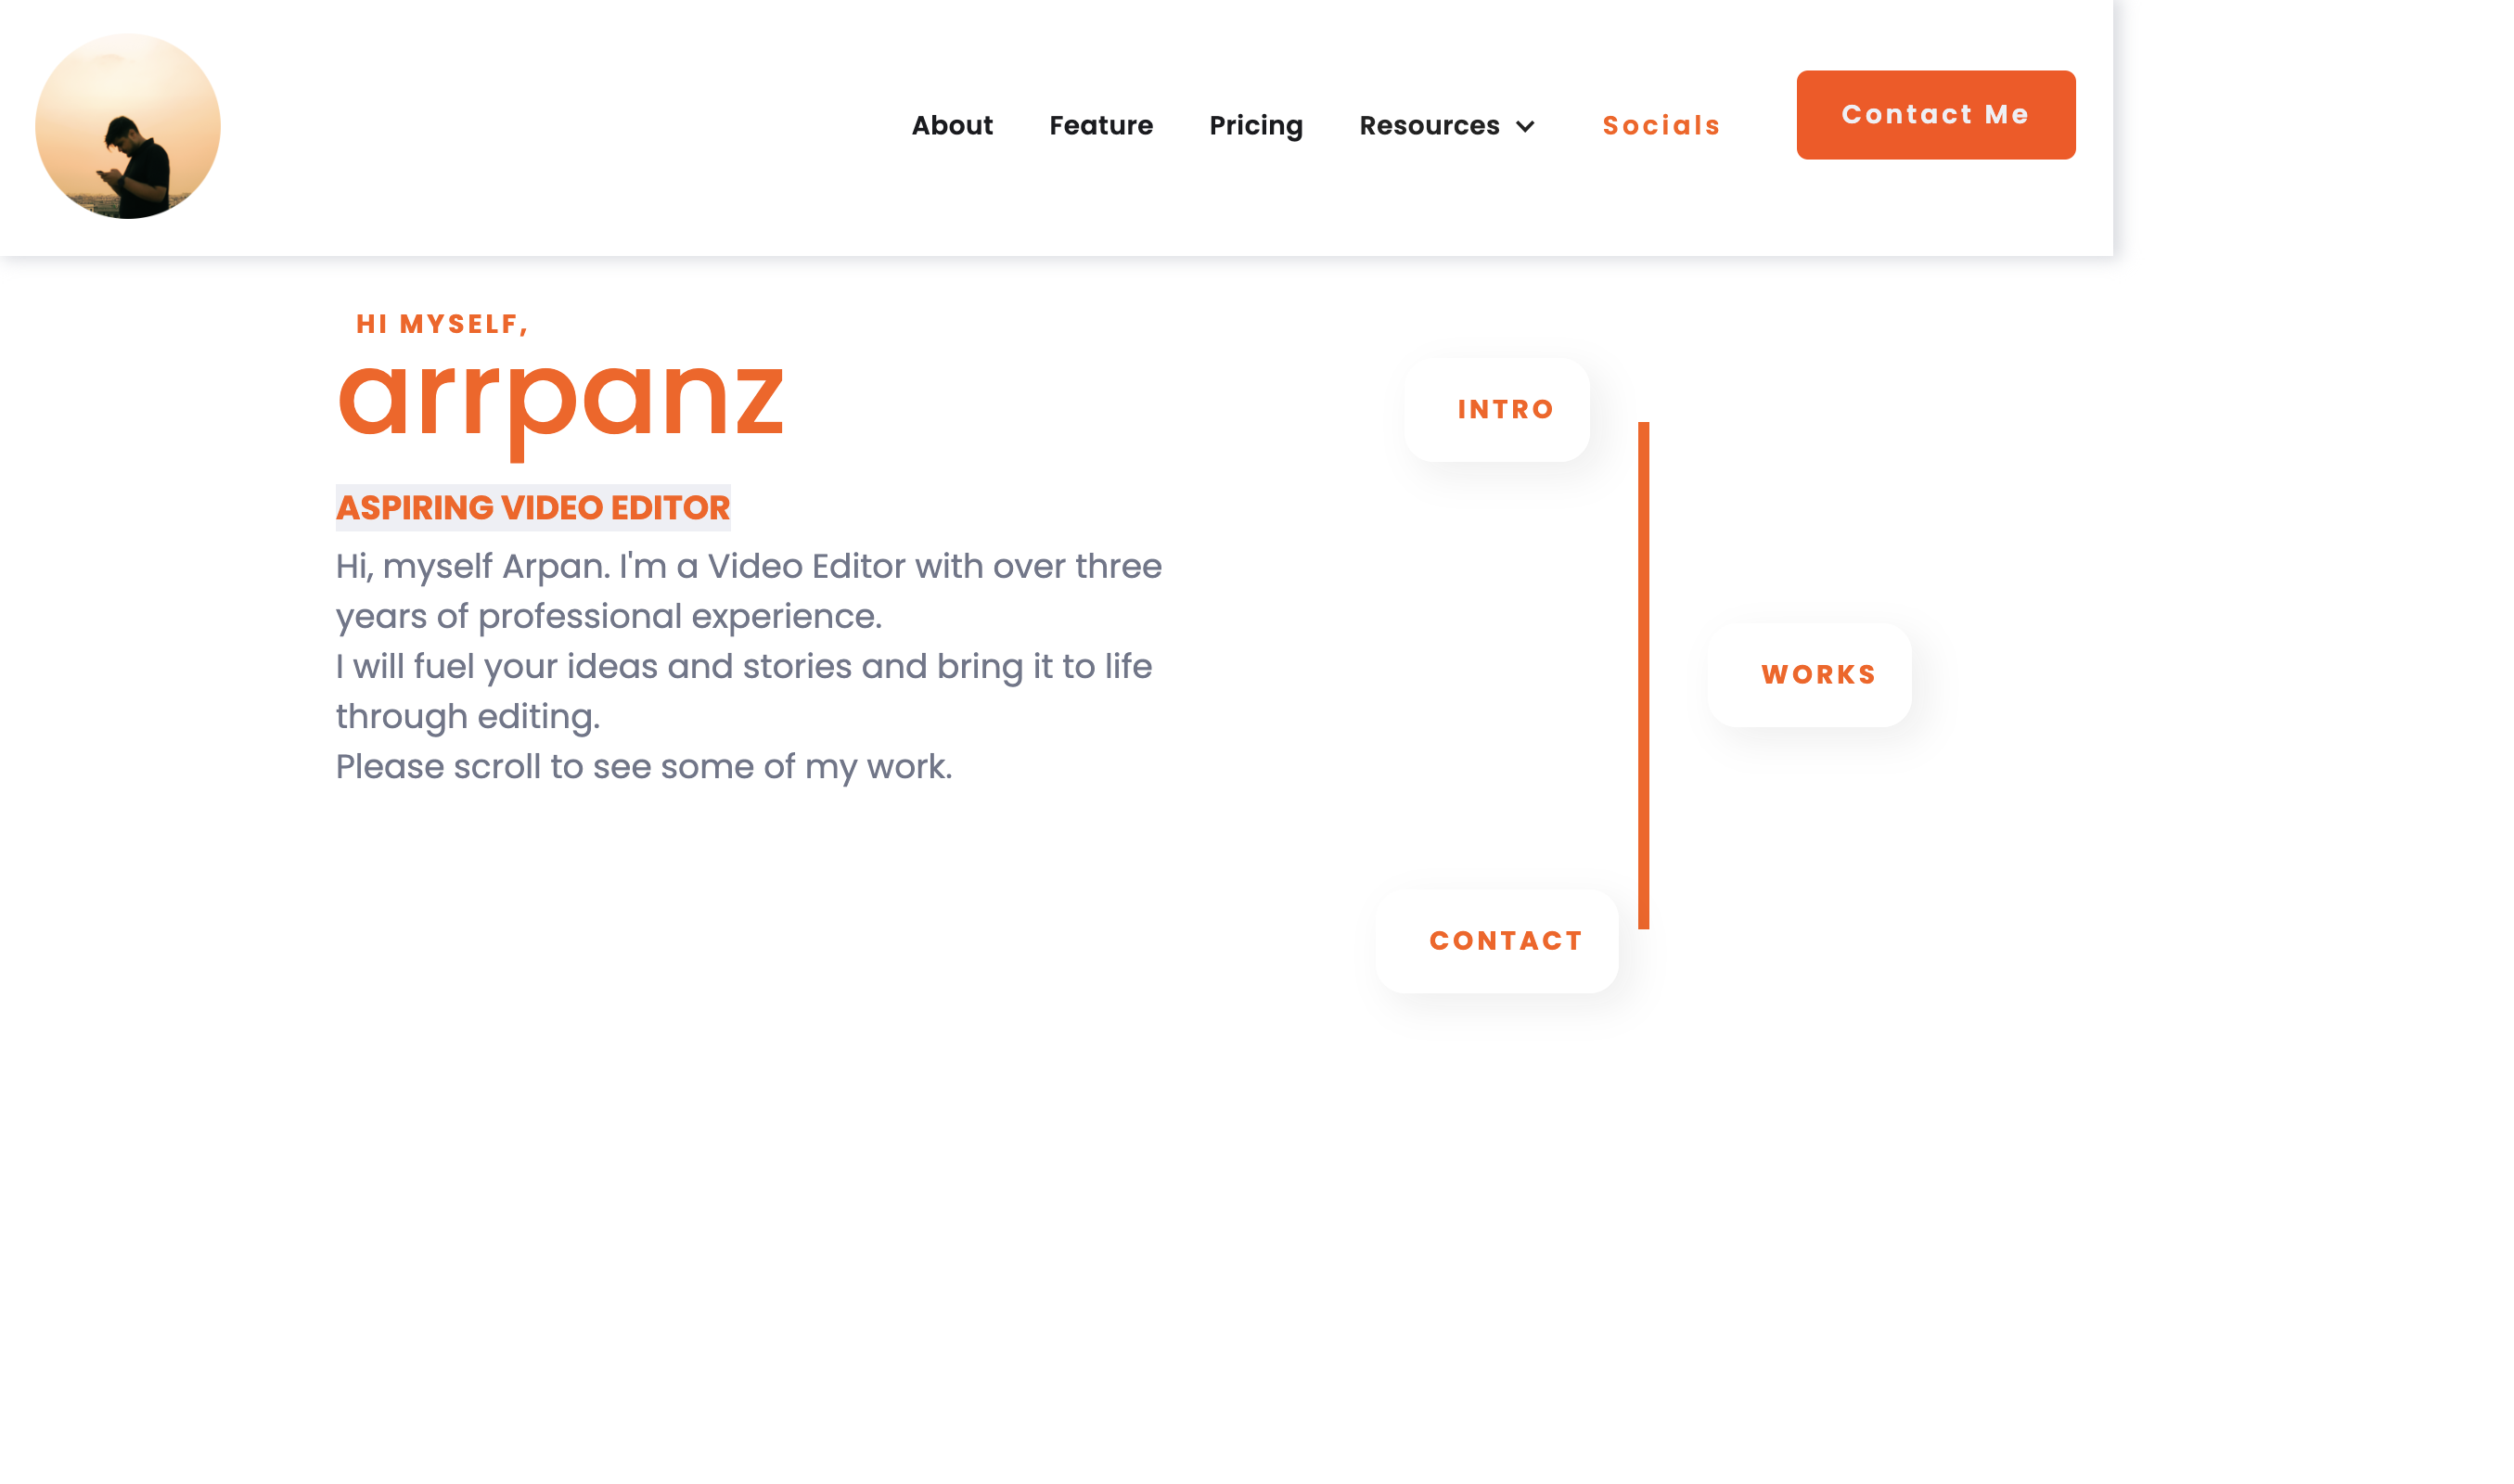 About Feature Pricing Resources Socials Contact Me
HI MYSELF,
arrpanz
ASPIRING VIDEO EDITOR
Hi, myself Arpan. I'm a Video Editor with over three
years of professional experience.
I will fuel your ideas and stories and bring it to life
through editing.
Please scroll to see some of my work.
INTRO
WORKS
CONTACT